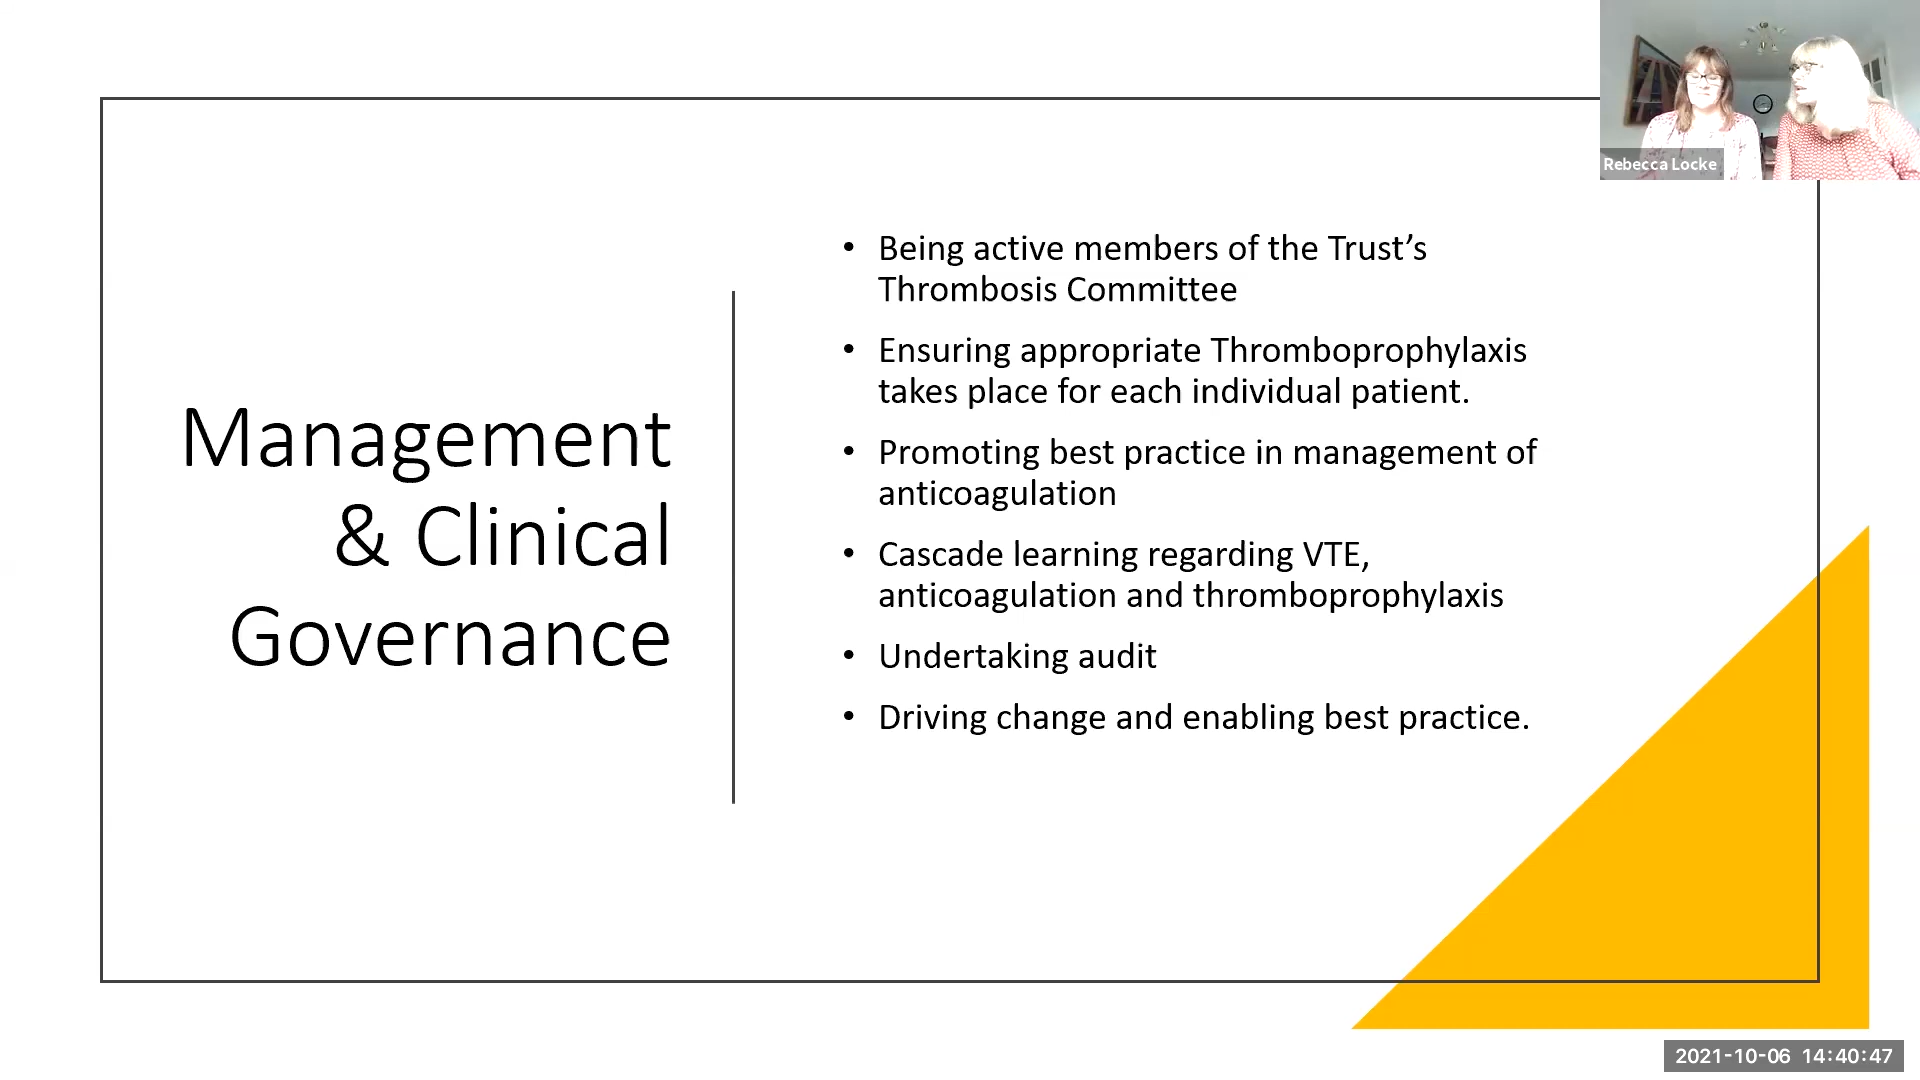 Rebecca Locke
Management
& Clinical
Governance
• Being active members of the Trust’s
Thrombosis Committee
• Ensuring appropriate Thromboprophylaxis
takes place for each individual patient.
• Promoting best practice in management of
anticoagulation
• Cascade learning regarding VTE,
anticoagulation and thromboprophylaxis
• Undertaking audit
• Driving change and enabling best practice.
2021-10-06 14:40:47